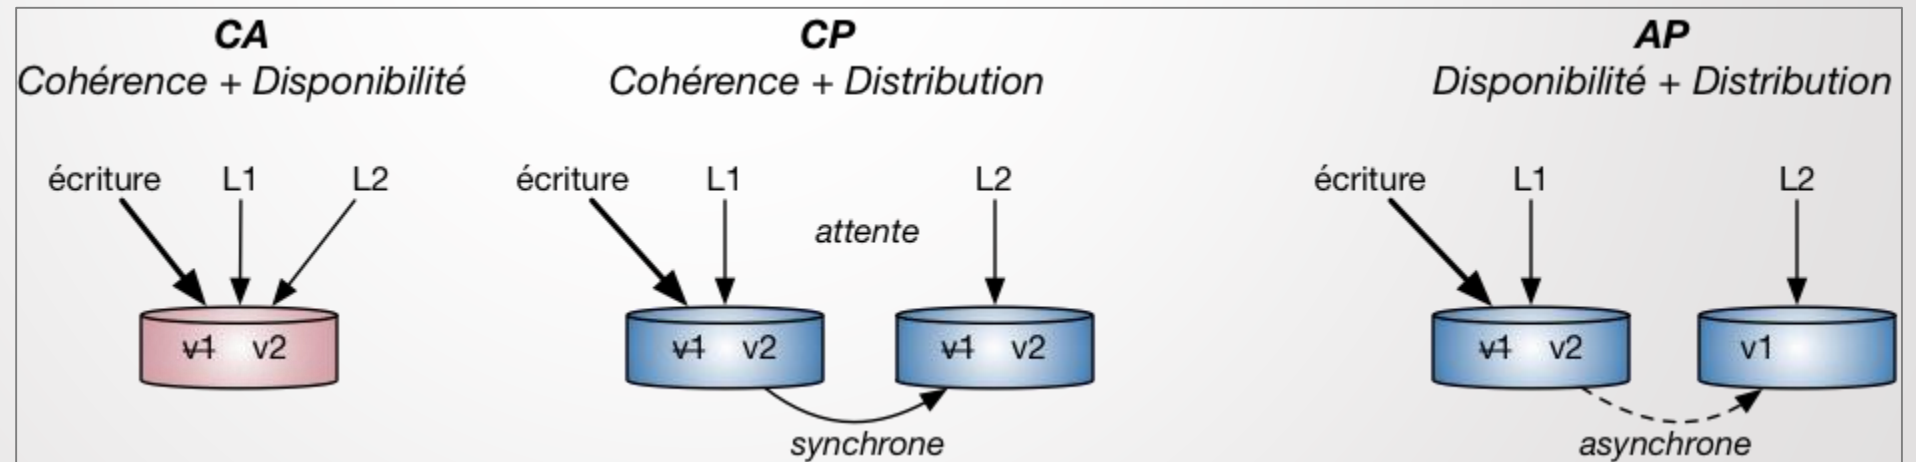 CA
Cohérence + Disponibilité
écriture L1 L2
v1 v2
CP
Cohérence + Distribution
écriture L1 L2
attente
v1 v2 v1 v2
synchrone
AP
Disponibilité + Distribution
écriture L1 L2
v1 v2 v1
asynchrone